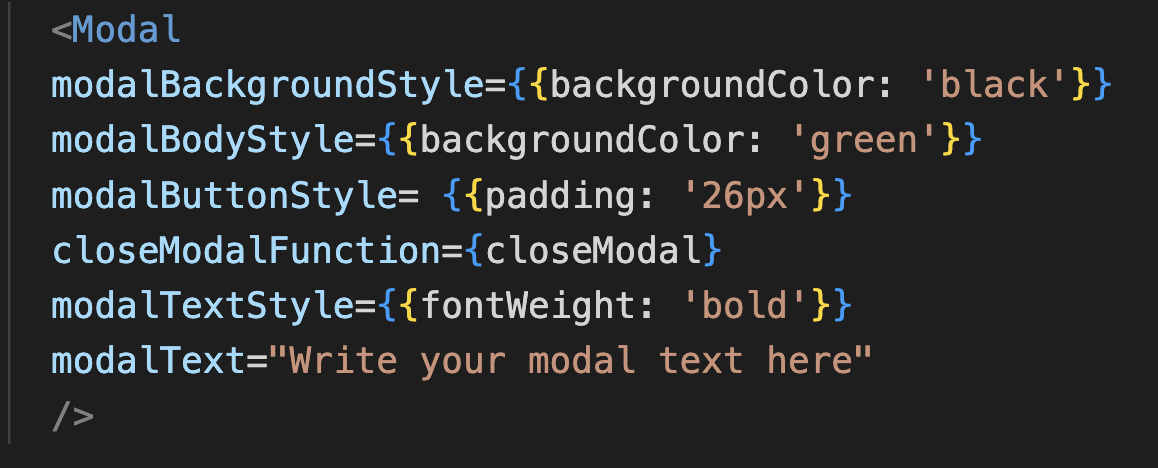 <Modal
modalBackgroundStyle={{backgroundColor: 'black'}}
modalBodyStyle={{backgroundColor: 'green'}}
modalButtonStyle= {{padding: '26px'}}
closeModalFunction={closeModal}
modalTextStyle={{fontWeight: 'bold'}}
modalText="Write your modal text here"
/>